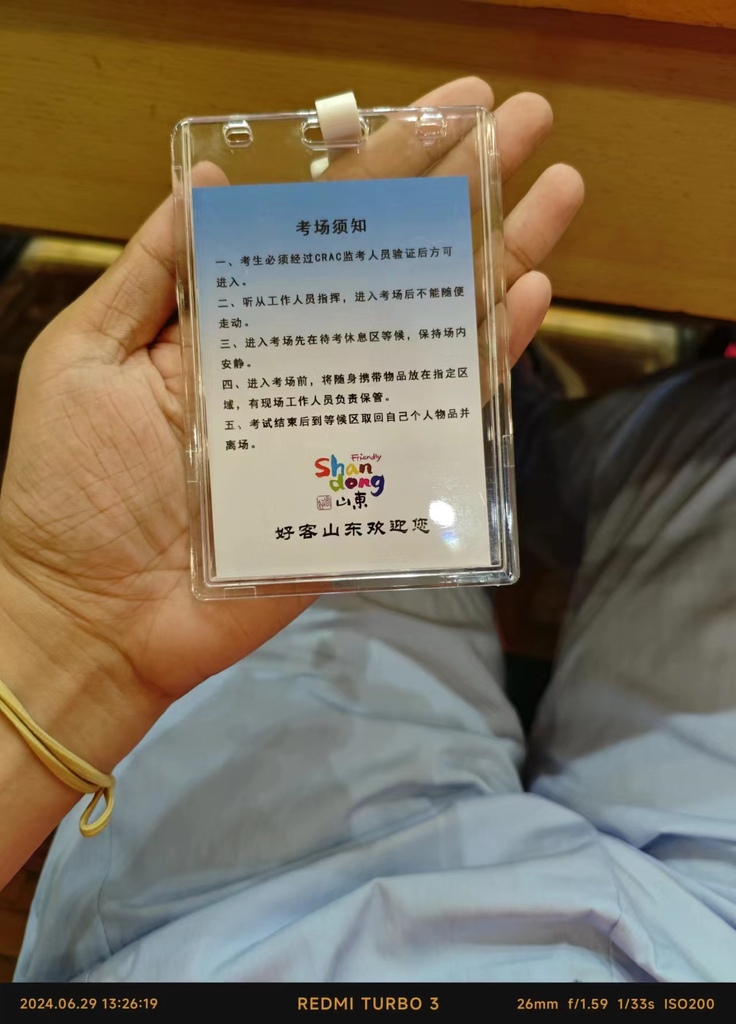 考场须知
一、考生必须经过CRAC监考人员验证后方可
进入。
二、听从工作人员指挥，进入考场后不能随便
走动。
三、进入考场先在待考休息区等候，保持场内
安静。
四、进入考场前，将随身携带物品放在指定区
域，有现场工作人员负责保管。
五、考试结束后到等候区取回自己个人物品并
离场。
Friendly
Shan
dong
山東
好客山东欢迎您
2024.06.29 13:26:19 REDMI TURBO 3 26mm f/1.59 1/33s ISO200